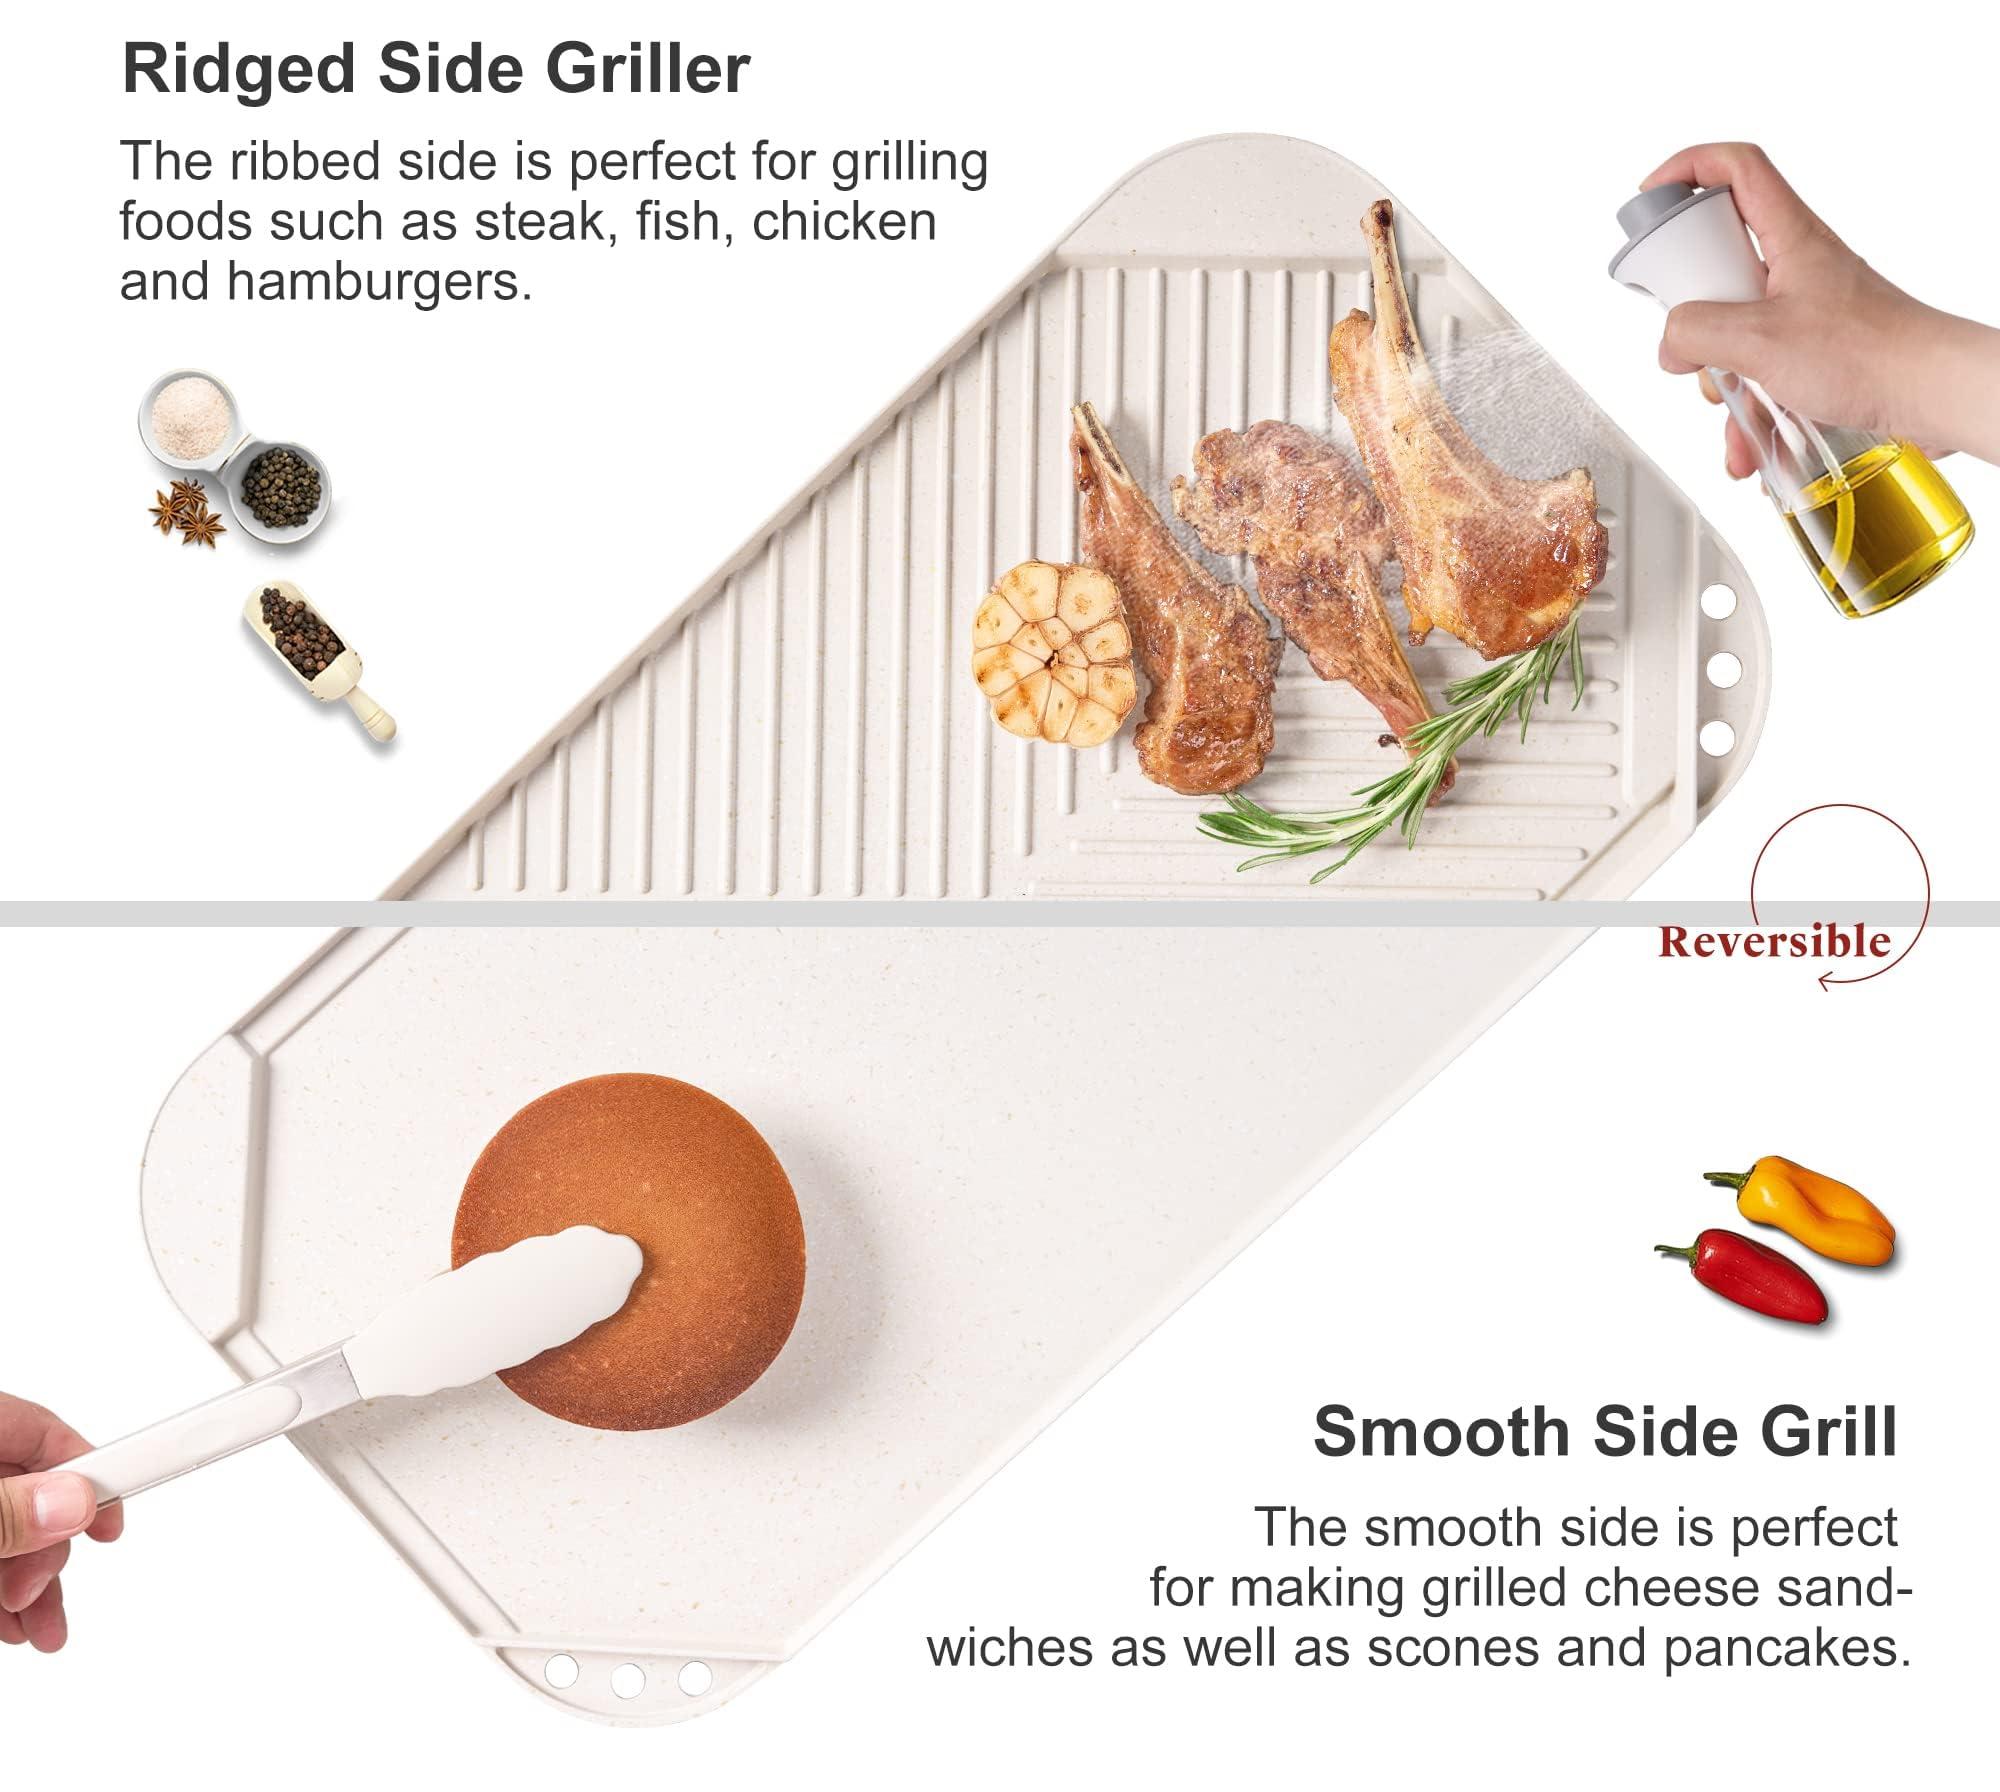 Ridged Side Griller
The ribbed side is perfect for grilling
foods such as steak, fish, chicken
and hamburgers.
Reversible
Smooth Side Grill
The smooth side is perfect
for making grilled cheese sand-
wiches as well as scones and pancakes.